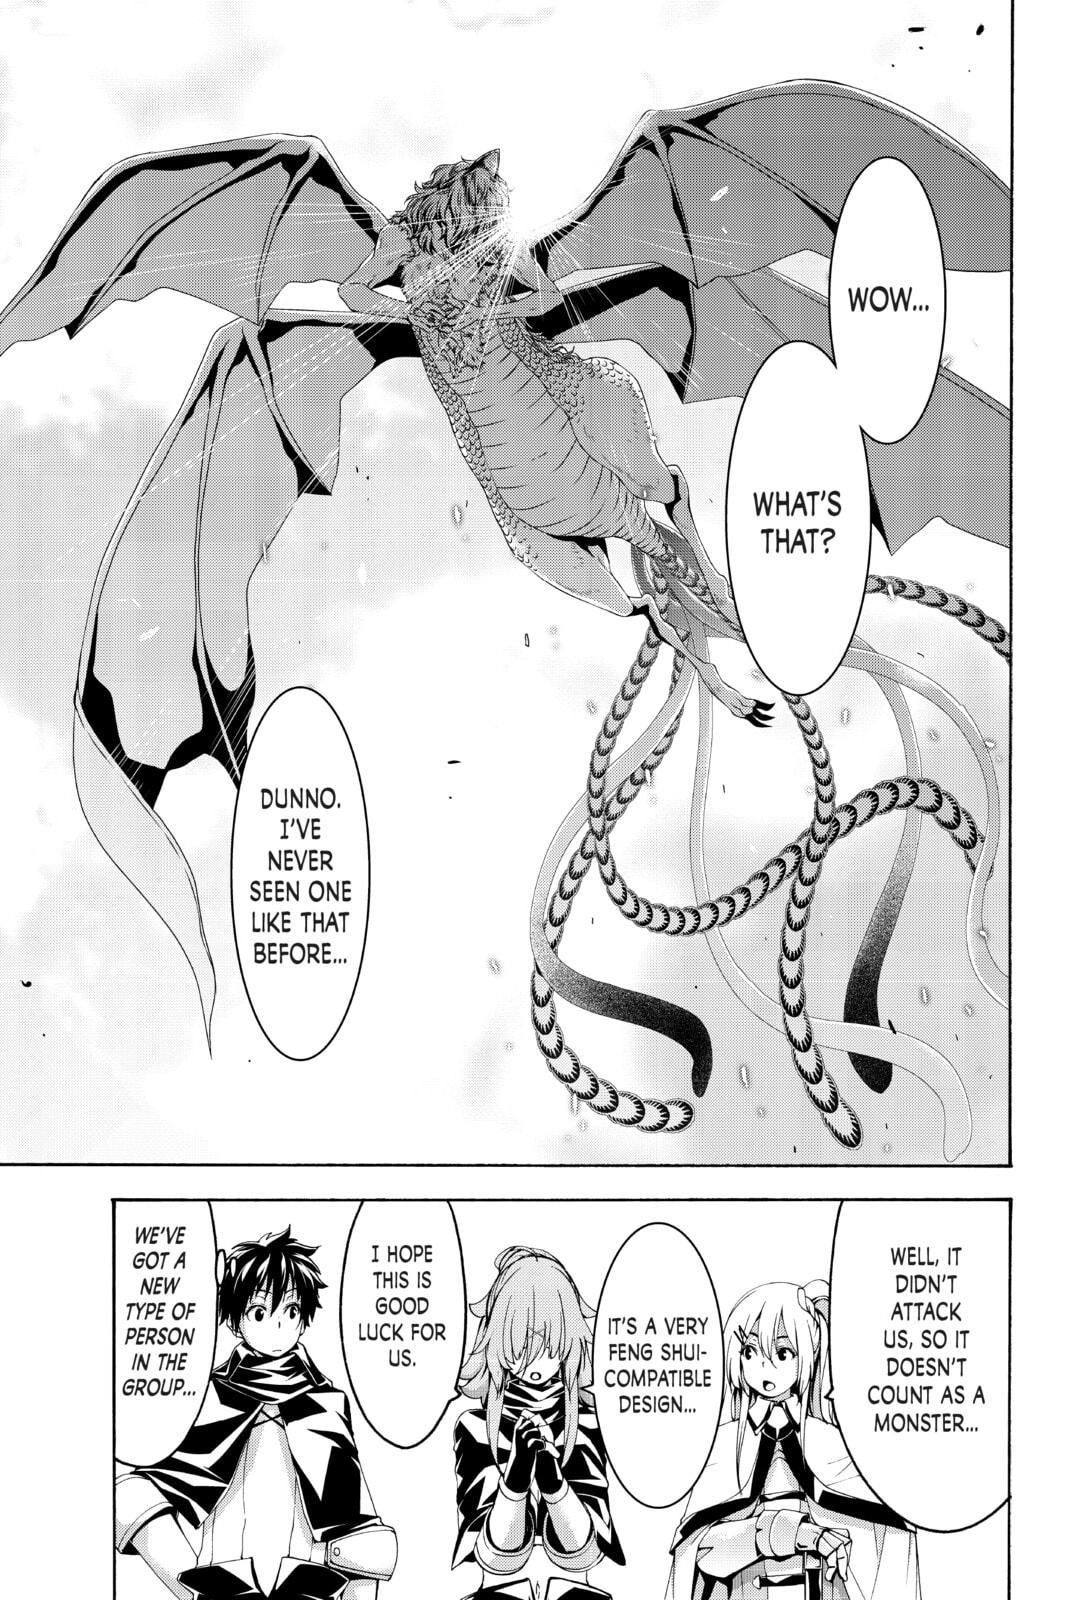 WOW...
WHAT'S
THAT?
DUNNO.
I'VE
NEVER
SEEN ONE
LIKE THAT
BEFORE...
WELL, IT
DIDN'T
ATTACK
US, SO IT
DOESN'T
COUNT AS A
MONSTER...
IT'S A VERY
FENG SHUI-
COMPATIBLE
DESIGN...
I HOPE
THIS IS
GOOD
LUCK FOR
US.
WE'VE
GOT A
NEW
TYPE OF
PERSON
IN THE
GROUP...